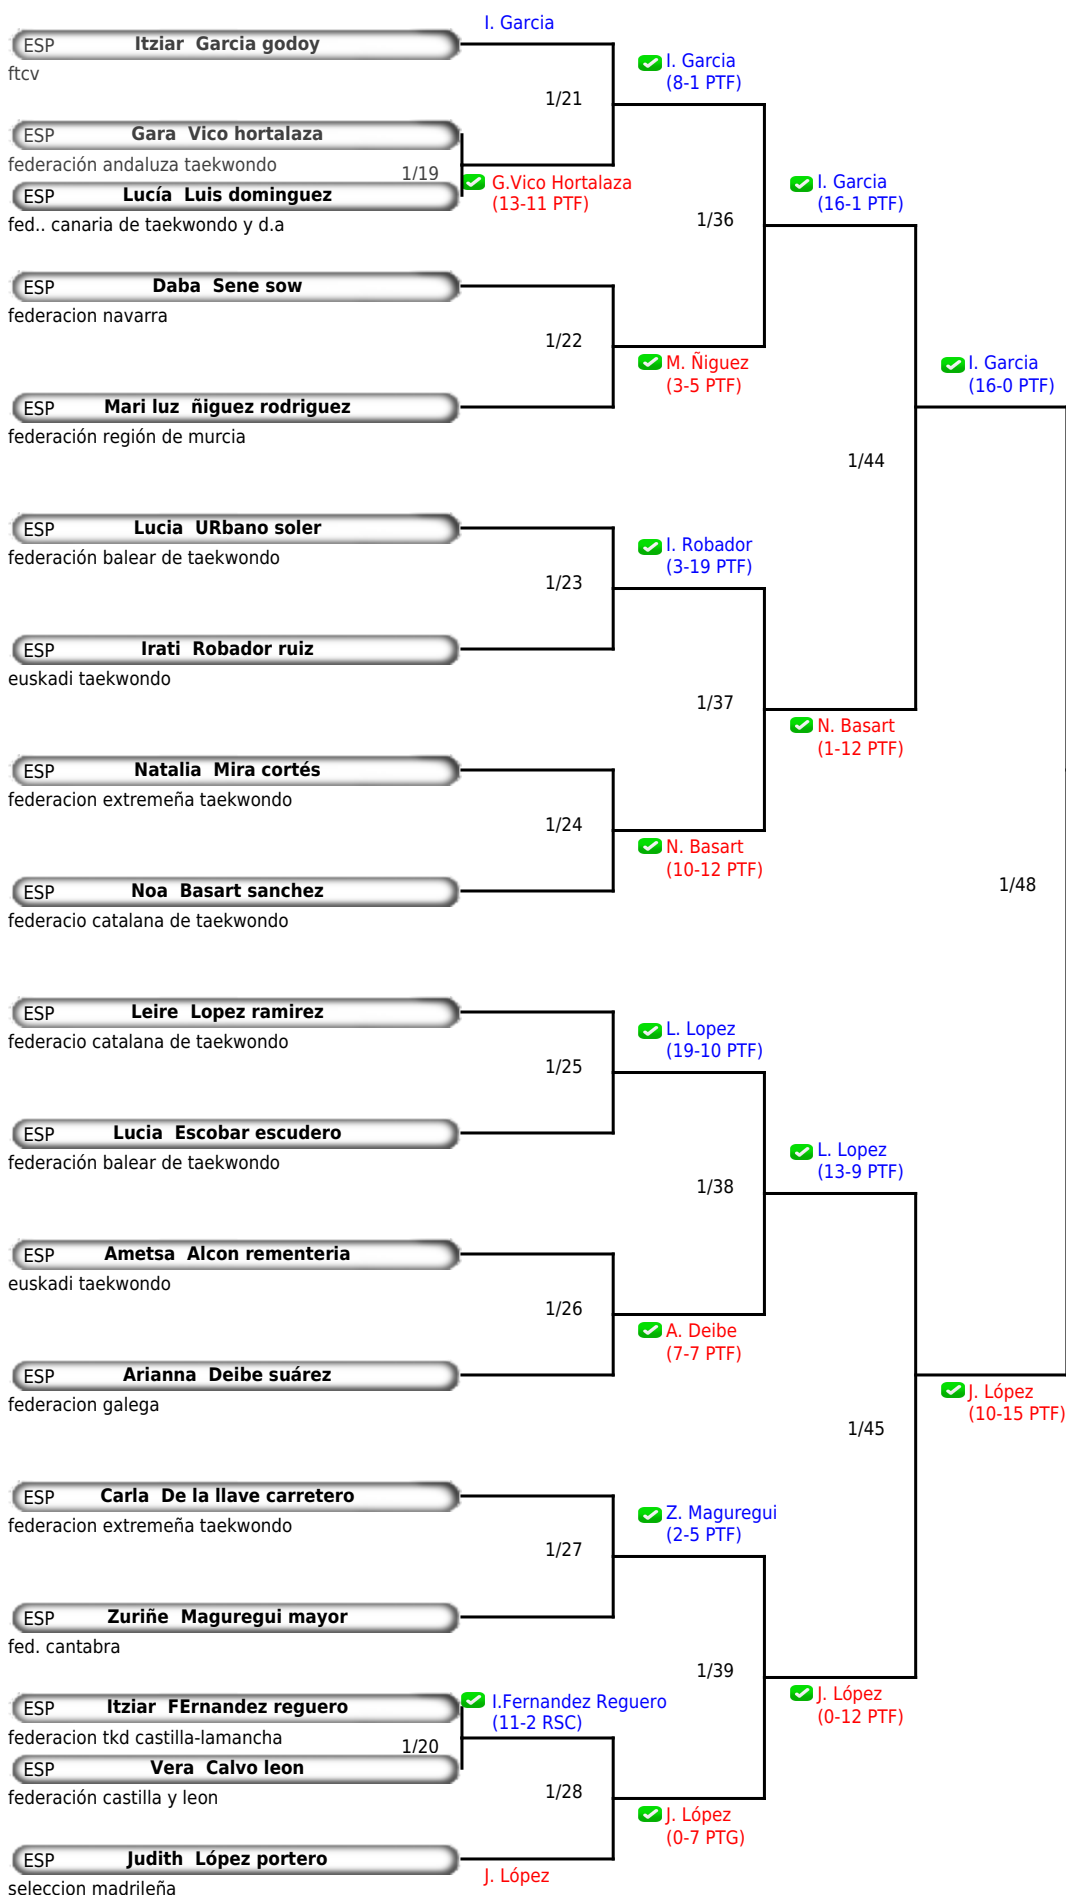 I. Garcia
ESP Itziar Garcia godoy
ftcv
I. Garcia
(8-1 PTF)
1/21
ESP Gara Vico hortalaza
federación andaluza taekwondo
1/19
G.Vico Hortalaza
(13-11 PTF)
ESP Lucía Luis dominguez
fed.. canaria de taekwondo y d.a
I. Garcia
(16-1 PTF)
1/36
ESP Daba Sene sow
federacion navarra
1/22
M. Ñiguez
(3-5 PTF)
I. Garcia
(16-0 PTF)
ESP Mari luz ñiguez rodriguez
federación región de murcia
1/44
ESP Lucia URbano soler
federación balear de taekwondo
I. Robador
(3-19 PTF)
1/23
ESP Irati Robador ruiz
euskadi taekwondo
1/37
N. Basart
(1-12 PTF)
ESP Natalia Mira cortés
federacion extremeña taekwondo
1/24
N. Basart
(10-12 PTF)
ESP Noa Basart sanchez
federacio catalana de taekwondo
1/48
ESP Leire Lopez ramirez
federacio catalana de taekwondo
L. Lopez
(19-10 PTF)
1/25
ESP Lucia Escobar escudero
federación balear de taekwondo
L. Lopez
(13-9 PTF)
1/38
ESP Ametsa Alcon rementeria
euskadi taekwondo
1/26
A. Deibe
(7-7 PTF)
ESP Arianna Deibe suárez
federacion galega
J. López
(10-15 PTF)
1/45
ESP Carla De la llave carretero
federacion extremeña taekwondo
Z. Maguregui
(2-5 PTF)
1/27
ESP Zuriñe Maguregui mayor
fed. cantabra
1/39
J. López
(0-12 PTF)
ESP Itziar FErnandez reguero
federacion tkd castilla-lamancha
I.Fernandez Reguero
(11-2 RSC)
1/20
ESP Vera Calvo leon
federación castilla y leon
1/28
J. López
(0-7 PTG)
ESP Judith López portero
seleccion madrileña
J. López